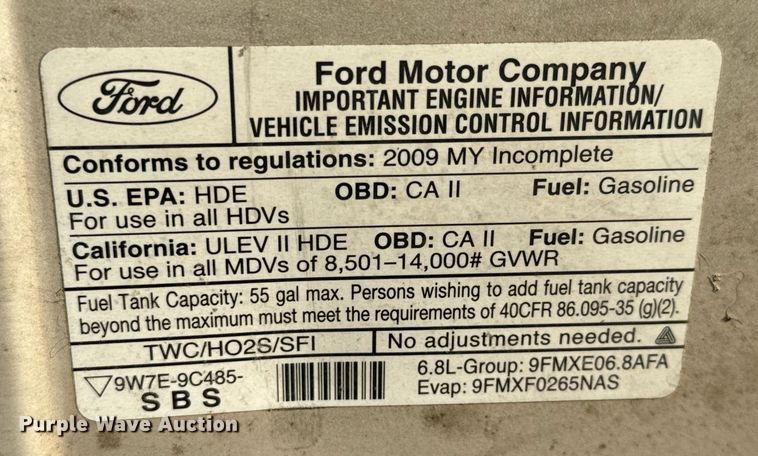 Ford
Ford Motor Company
IMPORTANT ENGINE INFORMATION/
VEHICLE EMISSION CONTROL INFORMATION
Conforms to regulations: 2009 MY Incomplete
U.S. EPA: HDE OBD: CA II Fuel: Gasoline
For use in all HDVs
California: ULEV II HDE OBD: CA II Fuel: Gasoline
For use in all MDVs of 8,501–14,000# GVWR
Fuel Tank Capacity: 55 gal max. Persons wishing to add fuel tank capacity
beyond the maximum must meet the requirements of 40CFR 86.095-35 (g)(2).
TWC/HO2S/SFI No adjustments needed.
9W7E-9C485-
SBS
6.8L-Group: 9FMXE06.8AFA
Evap: 9FMXF0265NAS
Purple Wave Auction